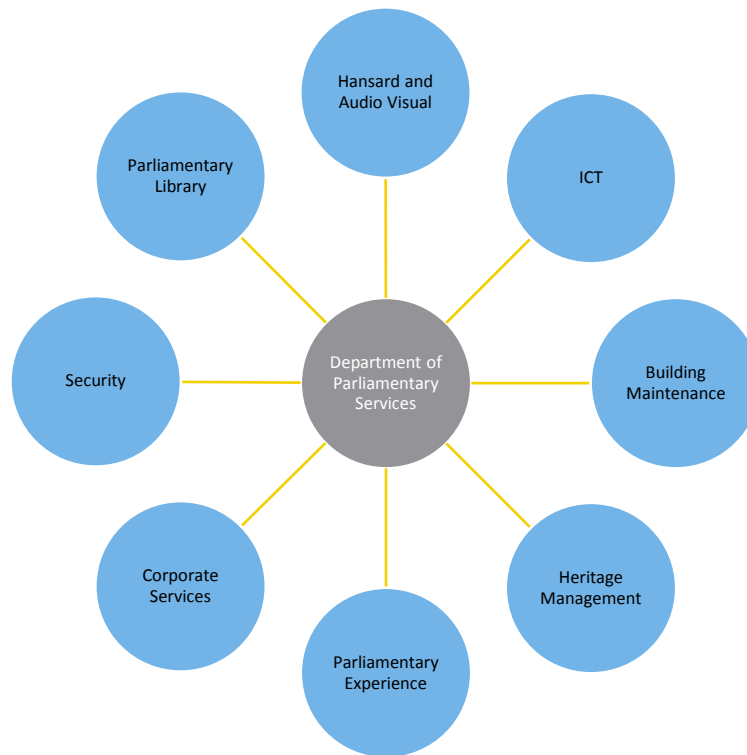 Hansard and
Audio Visual
Parliamentary
Library
ICT
Department of
Parliamentary
Services
Security
Building
Maintenance
Corporate
Services
Heritage
Management
Parliamentary
Experience